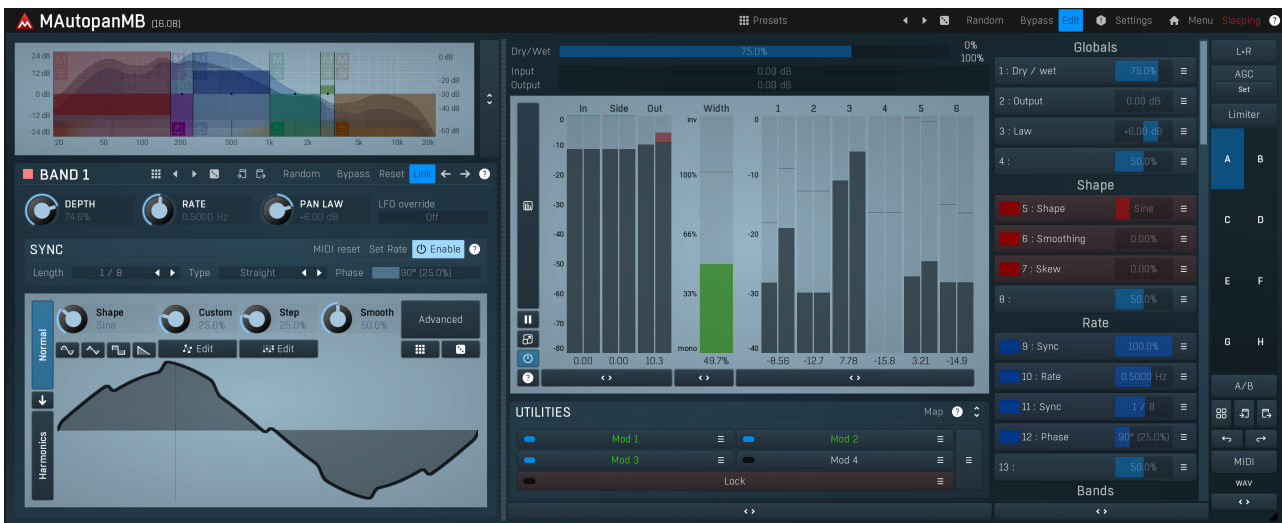 MAutopanMB (16.08) Presets Random Bypass Edit Settings Menu Sleeping ?
24 dB
12 dB
0 dB
-12 dB
-24 dB
M M M M M
S S S S S
0 dB
-20 dB
-30 dB
-40 dB
-60 dB
20 50 100 200 500 1k 2k 5k 10k 20k
BAND 1 Random Bypass Reset Link ?
DEPTH
74.6%
RATE
0.5000 Hz
PAN LAW
+6.00 dB
LFO override
Off
SYNC MIDI reset Set Rate Enable ?
Length 1 / 8 Type Straight Phase 90° (25.0%)
Normal
Harmonics
Shape
Sine
Custom
25.0%
Step
25.0%
Smooth
50.0%
Advanced
Edit Edit
Dry/Wet 75.0% 0%
100%
Input 0.00 dB
Output 0.00 dB
In Side Out Width 1 2 3 4 5 6
0
-10
-20
-30
-40
-50
-60
-70
-80
inv
100%
66%
33%
mono
0
-10
-20
-30
-40
0.00 0.00 10.3 49.7% -8.56 -12.7 7.78 -15.8 3.21 -14.9
?
UTILITIES Map ?
Mod 1 Mod 2
Mod 3 Mod 4
Lock
Globals
1 : Dry / wet 75.0%
2 : Output 0.00 dB
3 : Law +6.00 dB
4 : 50.0%
Shape
5 : Shape Sine
6 : Smoothing 0.00%
7 : Skew 0.00%
8 : 50.0%
Rate
9 : Sync 100.0%
10 : Rate 0.5000 Hz
11 : Sync 1 / 8
12 : Phase 90° (25.0%)
13 : 50.0%
Bands
L+R
AGC
Set
Limiter
A B
C D
E F
G H
A/B
MIDI
WAV